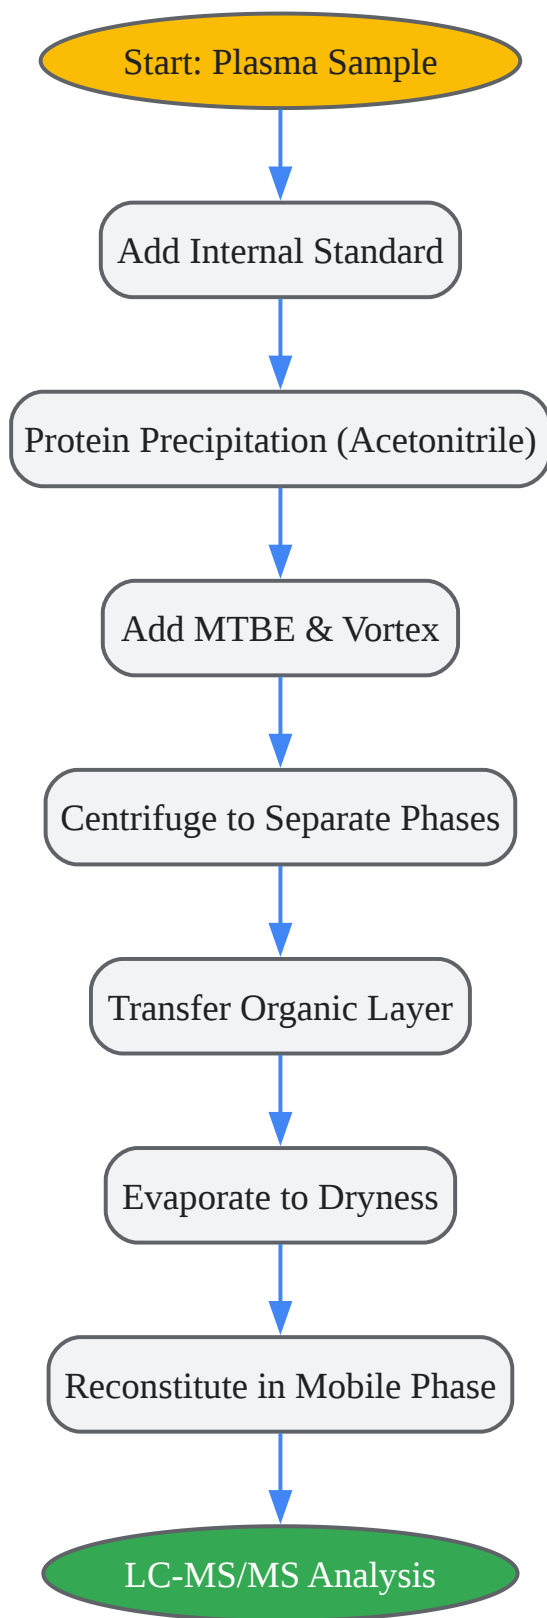 Start: Plasma Sample
Add Internal Standard
Protein Precipitation (Acetonitrile)
Add MTBE & Vortex
Centrifuge to Separate Phases
Transfer Organic Layer
Evaporate to Dryness
Reconstitute in Mobile Phase
LC-MS/MS Analysis